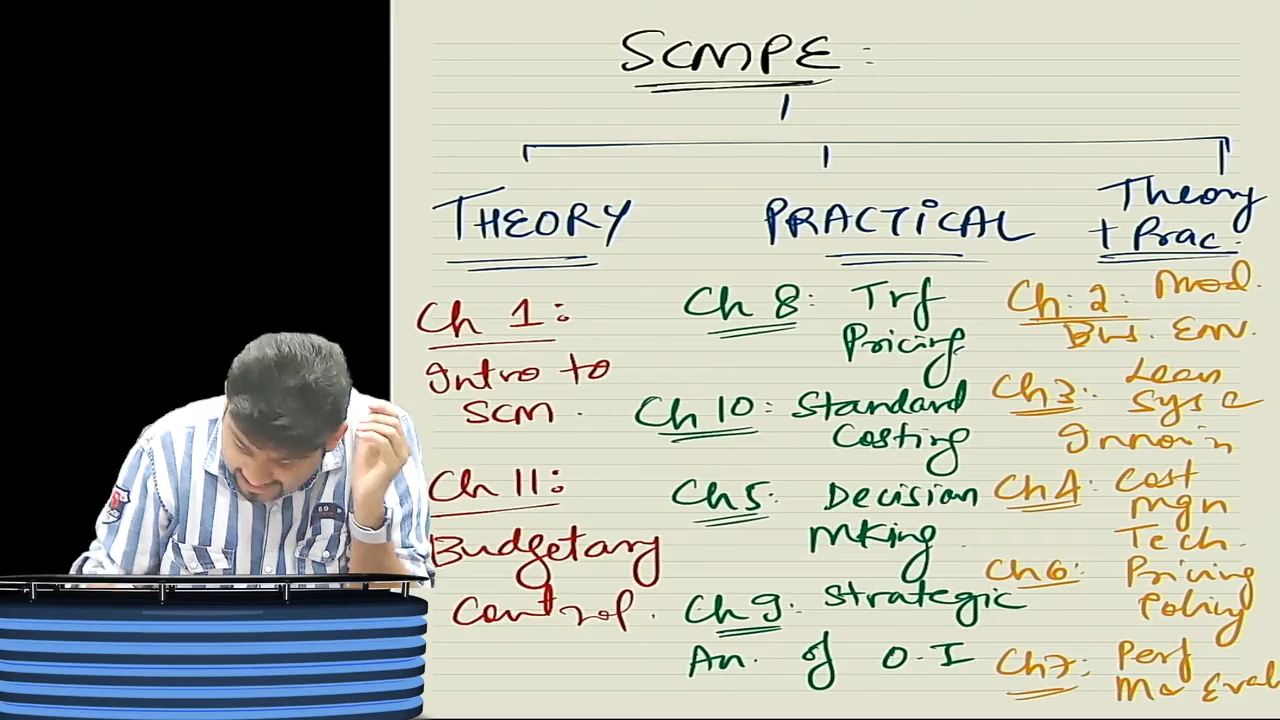 SCMPE:
THEORY
Ch 1:
Intro to
SCM.
Ch 11:
Budgetary
Control.
PRACTICAL
Ch 8: Trf
Pricing
Ch 10: Standard
Costing
Ch 5: Decision
Mking
Ch 9: Strategic
An. of O.I
Theory
+ Prac.
Ch: 2: Mod.
Bus. Env.
Ch 3: Lean
Sys &
Ch 4: Cost
Mgn
Tech.
Ch 6: Pricing
Policy
Ch 7: Perf
Eval